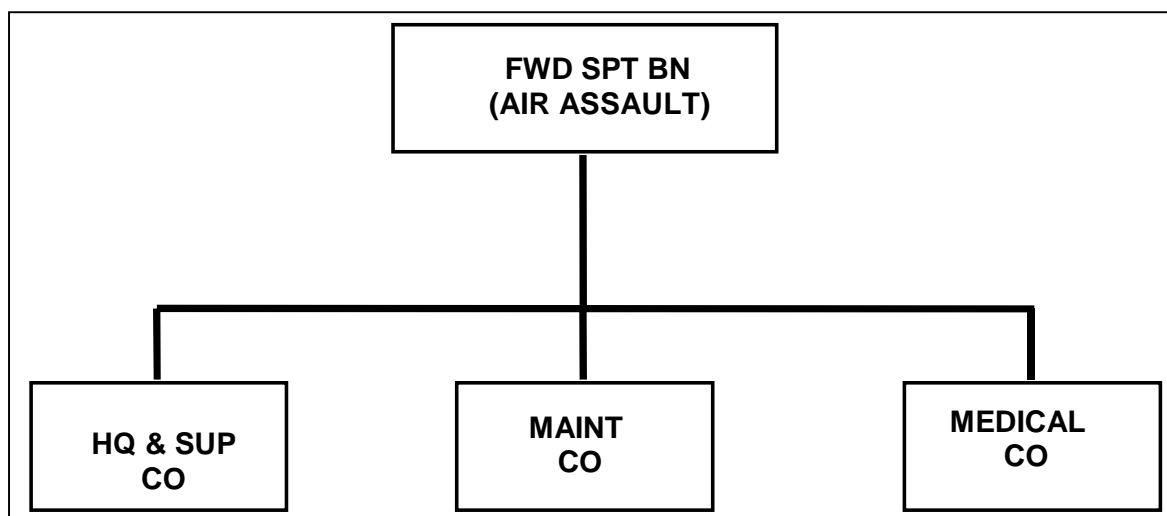 FWD SPT BN
(AIR ASSAULT)
HQ & SUP
CO
MAINT
CO
MEDICAL
CO